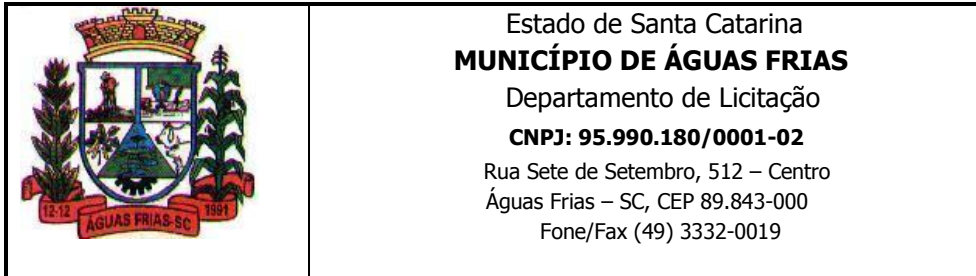 12-12
ÁGUAS FRIAS-SC
1991
Estado de Santa Catarina
MUNICÍPIO DE ÁGUAS FRIAS
Departamento de Licitação
CNPJ: 95.990.180/0001-02
Rua Sete de Setembro, 512 – Centro
Águas Frias – SC, CEP 89.843-000
Fone/Fax (49) 3332-0019